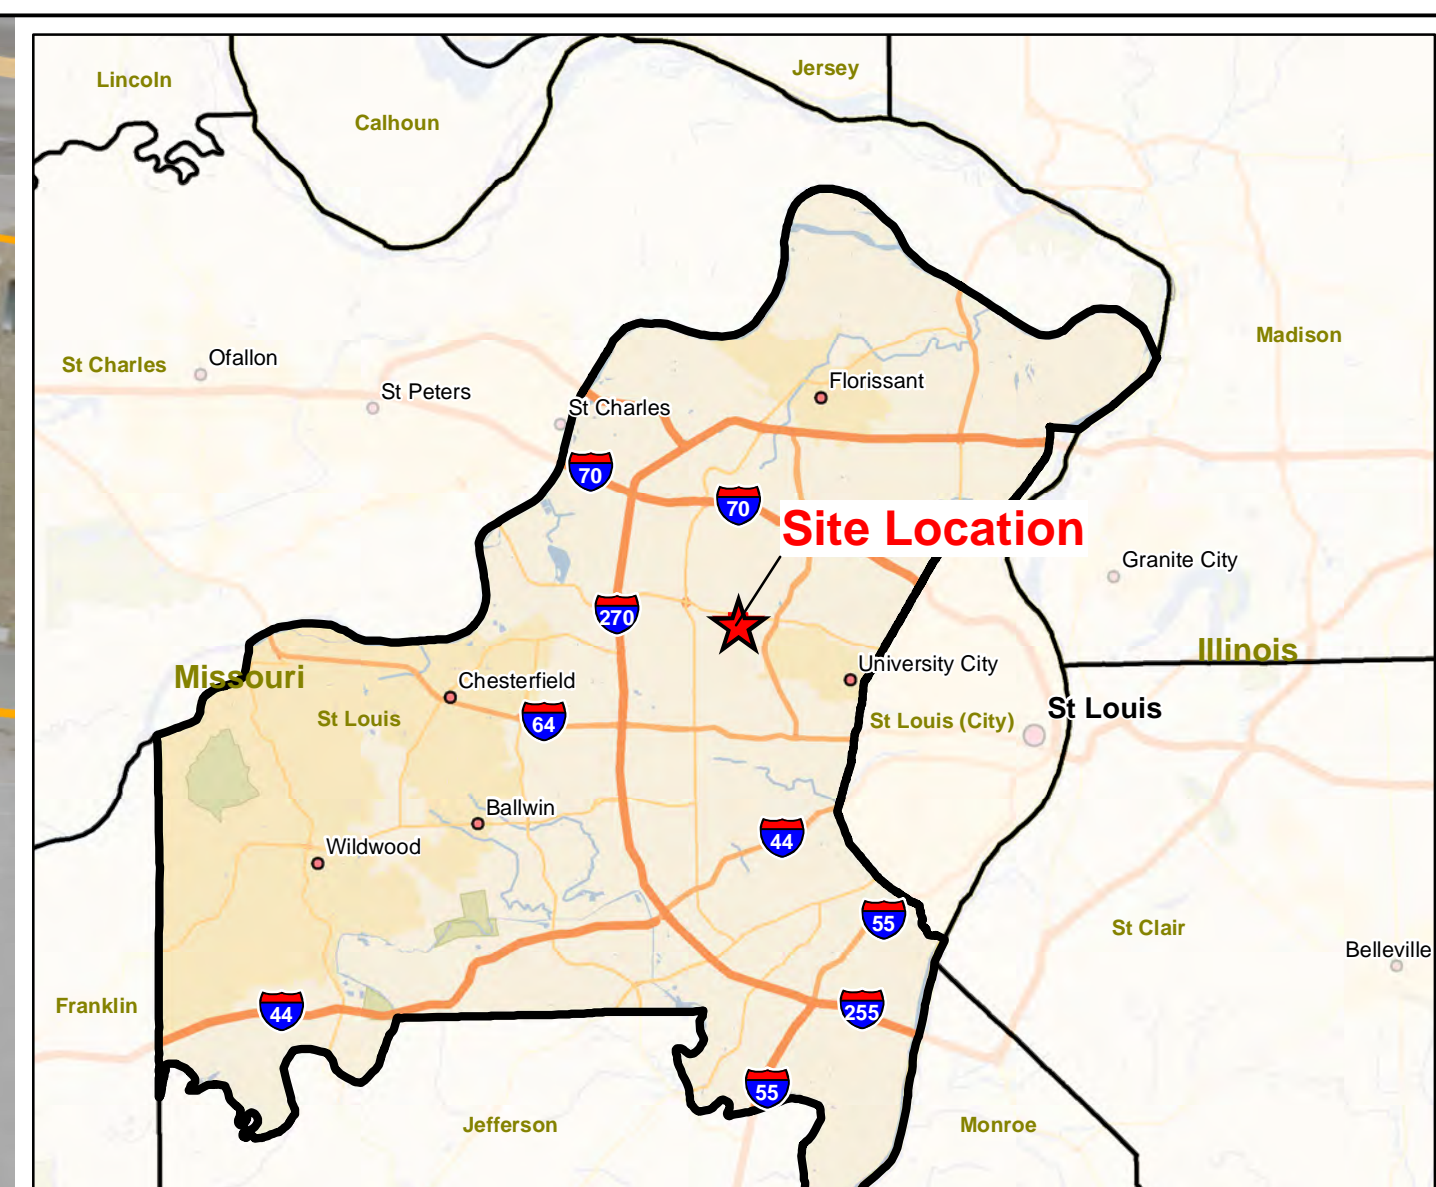 Jersey
Lincoln
Calhoun
Madison
Ofallon
St Charles
St Peters
Florissant
St Charles
70
70
Site Location
Granite City
270
Illinois
University City
Missouri
Chesterfield
St Louis
St Louis
St Louis (City)
64
Ballwin
44
Wildwood
55
St Clair
Belleville
Franklin
44
255
55
Jefferson
Monroe